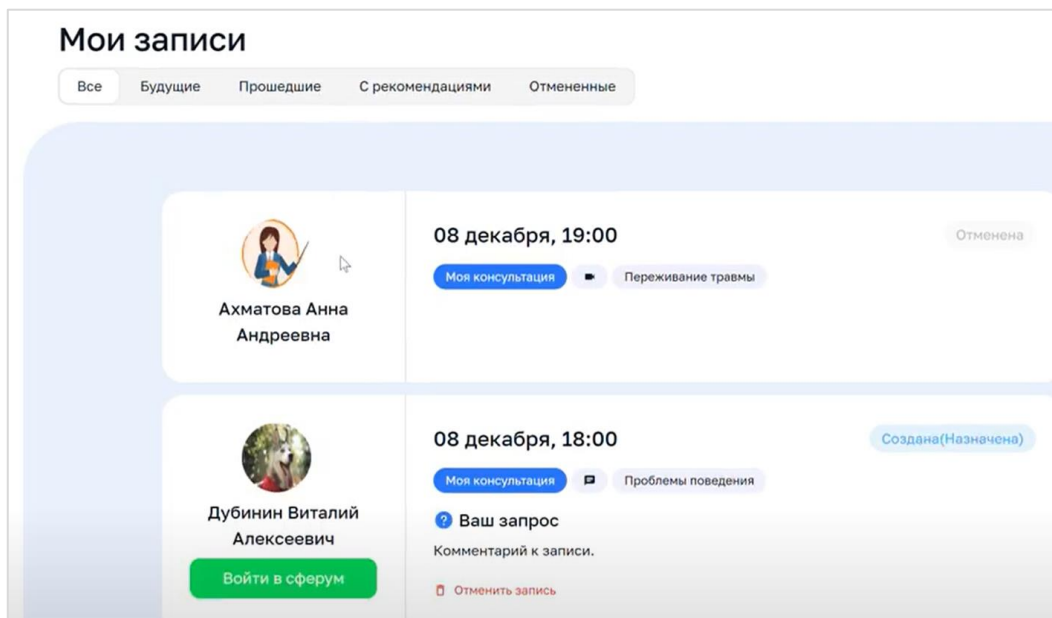 Мои записи
Все Будущие Прошедшие С рекомендациями Отмененные
Ахматова Анна
Андреевна
08 декабря, 19:00
Отменена
Моя консультация Переживание травмы
Дубинин Виталий
Алексеевич
Войти в сферум
08 декабря, 18:00
Создана(Назначена)
Моя консультация Проблемы поведения
Ваш запрос
Комментарий к записи.
Отменить запись